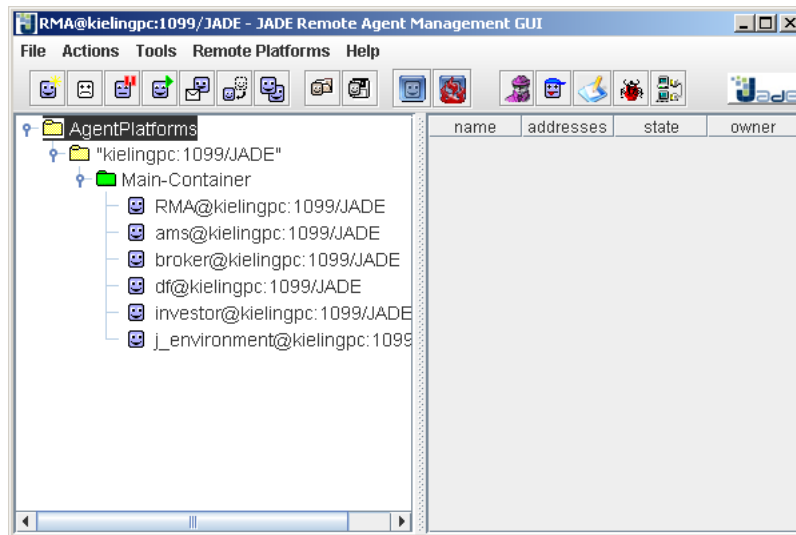 RMA@kielingpc:1099/JADE - JADE Remote Agent Management GUI
File Actions Tools Remote Platforms Help
Jade
AgentPlatforms
"kielingpc:1099/JADE"
Main-Container
RMA@kielingpc:1099/JADE
ams@kielingpc:1099/JADE
broker@kielingpc:1099/JADE
df@kielingpc:1099/JADE
investor@kielingpc:1099/JADE
j_environment@kielingpc:1099
name addresses state owner